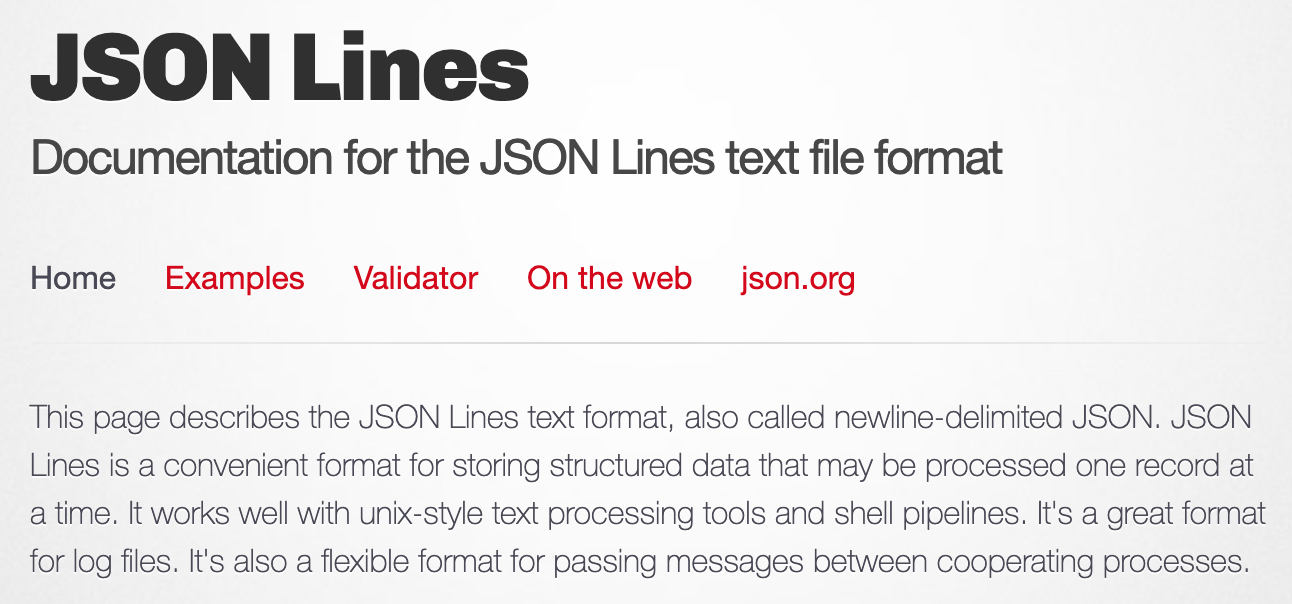 JSON Lines
Documentation for the JSON Lines text file format
Home Examples Validator On the web json.org
This page describes the JSON Lines text format, also called newline-delimited JSON. JSON
Lines is a convenient format for storing structured data that may be processed one record at
a time. It works well with unix-style text processing tools and shell pipelines. It's a great format
for log files. It's also a flexible format for passing messages between cooperating processes.